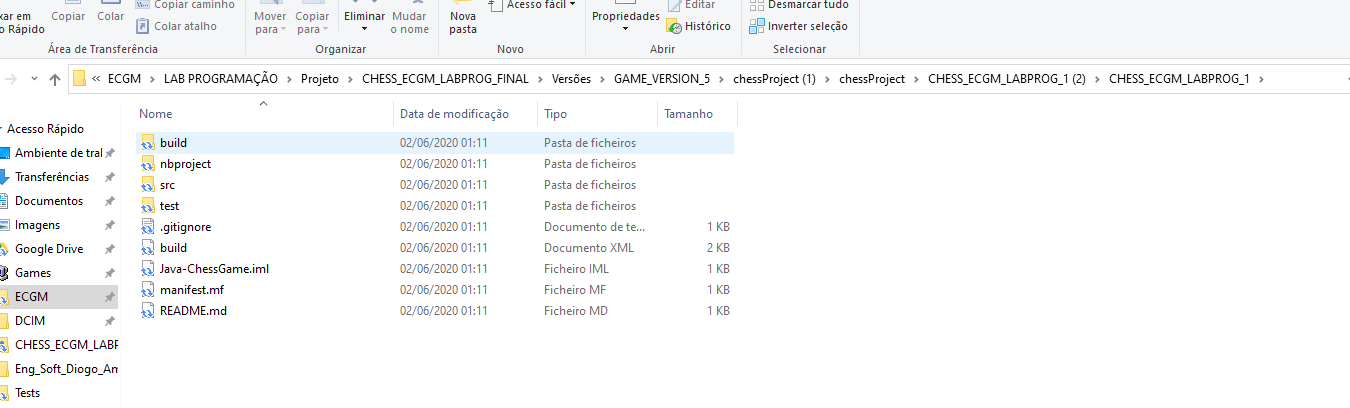 Copiar caminho
xar em
Copiar
Colar
Mover
Copiar
Eliminar
Mudar
Nova
Acesso fácil
Propriedades
Editar
Desmarcar tudo
o Rápido
Colar atalho
para
para
o nome
pasta
Histórico
Inverter seleção
Área de Transferência
Organizar
Novo
Abrir
Selecionar
« ECGM > LAB PROGRAMAÇÃO > Projeto > CHESS_ECGM_LABPROG_FINAL > Versões > GAME_VERSION_5 > chessProject (1) > chessProject > CHESS_ECGM_LABPROG_1 (2) > CHESS_ECGM_LABPROG_1 >
Nome Data de modificação Tipo Tamanho
Acesso Rápido
Ambiente de tral
Transferências
Documentos
Imagens
Google Drive
Games
ECGM
DCIM
CHESS_ECGM_LABP
Eng_Soft_Diogo_Am
Tests
build 02/06/2020 01:11 Pasta de ficheiros
nbproject 02/06/2020 01:11 Pasta de ficheiros
src 02/06/2020 01:11 Pasta de ficheiros
test 02/06/2020 01:11 Pasta de ficheiros
.gitignore 02/06/2020 01:11 Documento de te... 1 KB
build 02/06/2020 01:11 Documento XML 2 KB
Java-ChessGame.iml 02/06/2020 01:11 Ficheiro IML 1 KB
manifest.mf 02/06/2020 01:11 Ficheiro MF 1 KB
README.md 02/06/2020 01:11 Ficheiro MD 1 KB